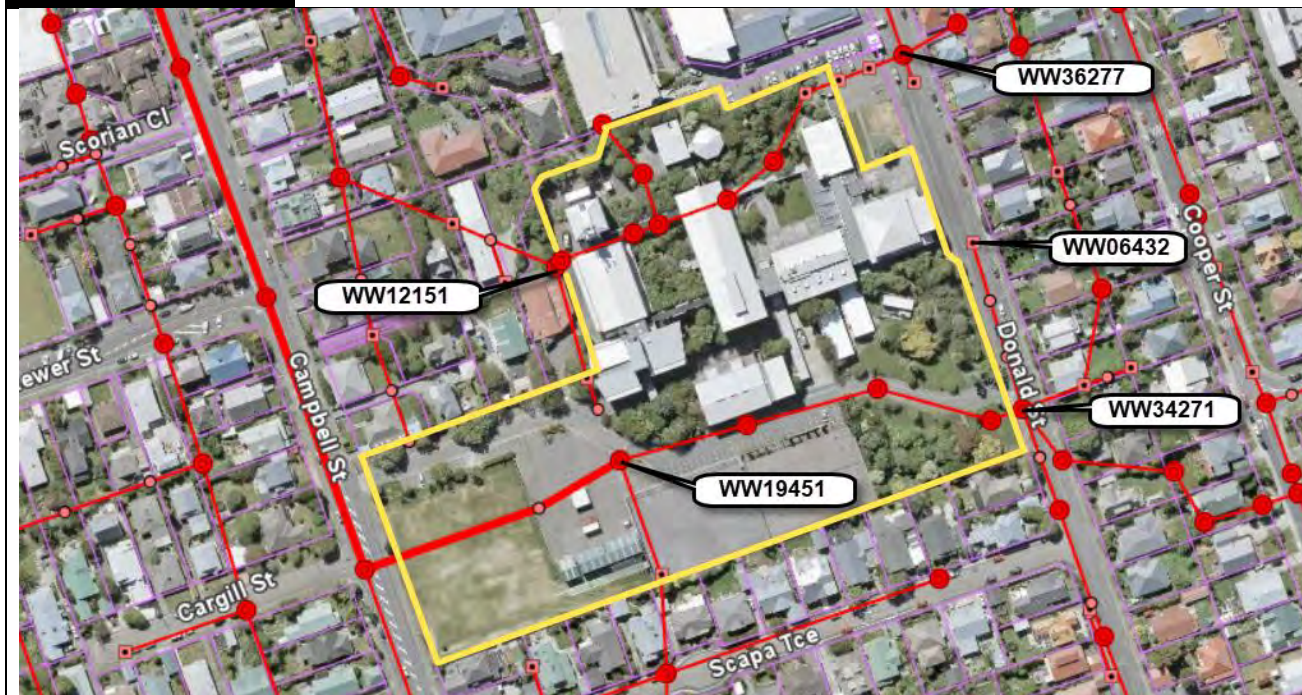 WW36277
Scorian Cl
Cooper St
WW06432
WW12151
Donald St
ewer St
Campbell St
WW34271
WW19451
Cargill St
Scapa Tce